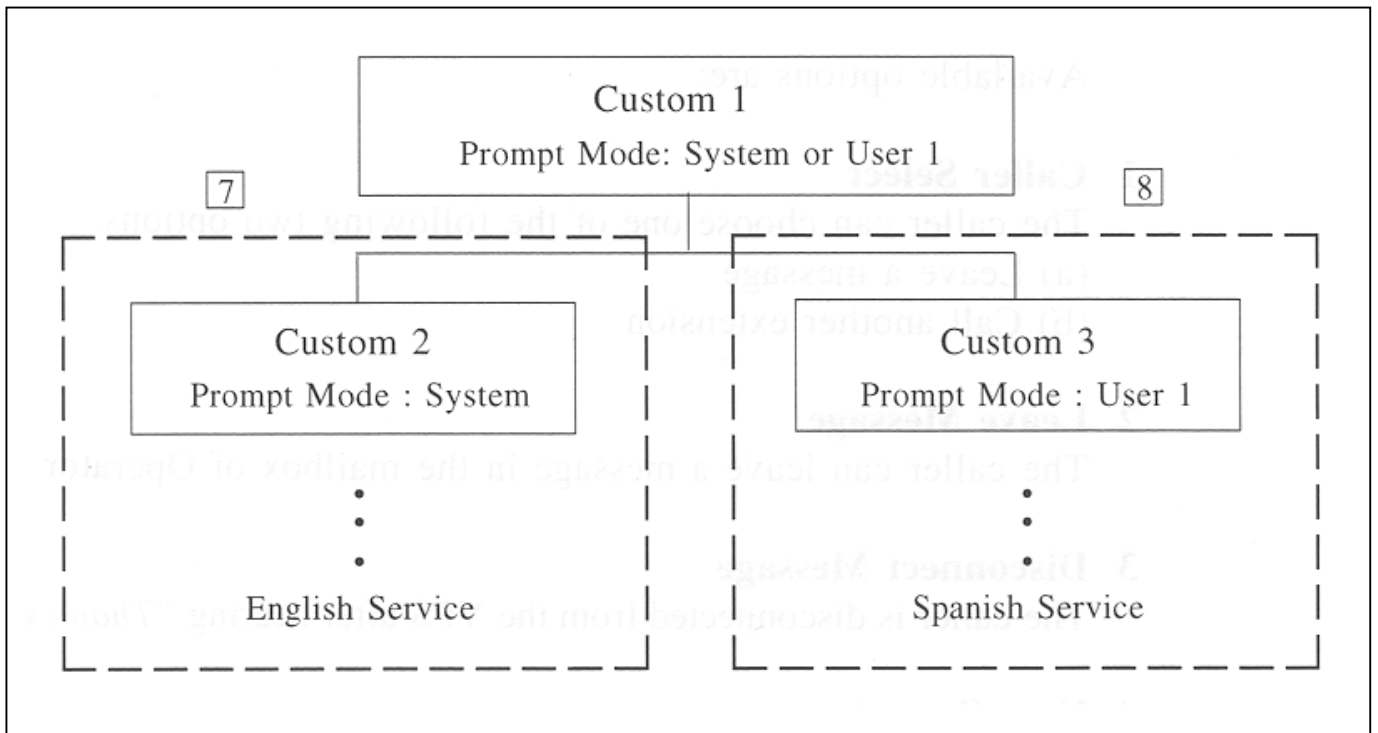 Custom 1
Prompt Mode: System or User 1
7
8
Custom 2
Prompt Mode : System
Custom 3
Prompt Mode : User 1
English Service
Spanish Service